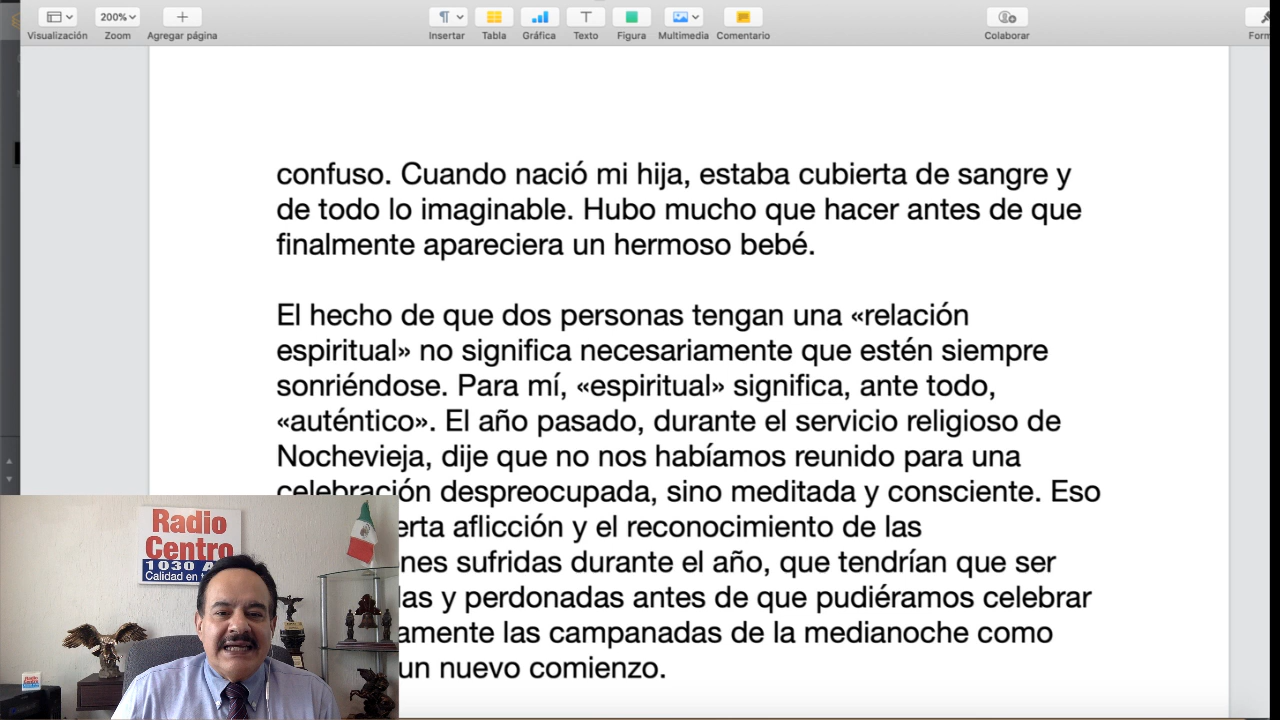 200%
Visualización
Zoom
Agregar página
Insertar
Tabla
Gráfica
Texto
Figura
Multimedia
Comentario
Colaborar
confuso. Cuando nació mi hija, estaba cubierta de sangre y
de todo lo imaginable. Hubo mucho que hacer antes de que
finalmente apareciera un hermoso bebé.
El hecho de que dos personas tengan una «relación
espiritual» no significa necesariamente que estén siempre
sonriéndose. Para mí, «espiritual» significa, ante todo,
«auténtico». El año pasado, durante el servicio religioso de
Nochevieja, dije que no nos habíamos reunido para una
celebración despreocupada, sino meditada y consciente. Eso
aflicción y el reconocimiento de las
sufridas durante el año, que tendrían que ser
y perdonadas antes de que pudiéramos celebrar
las campanadas de la medianoche como
un nuevo comienzo.
Radio
Centro
1030
Calidad en